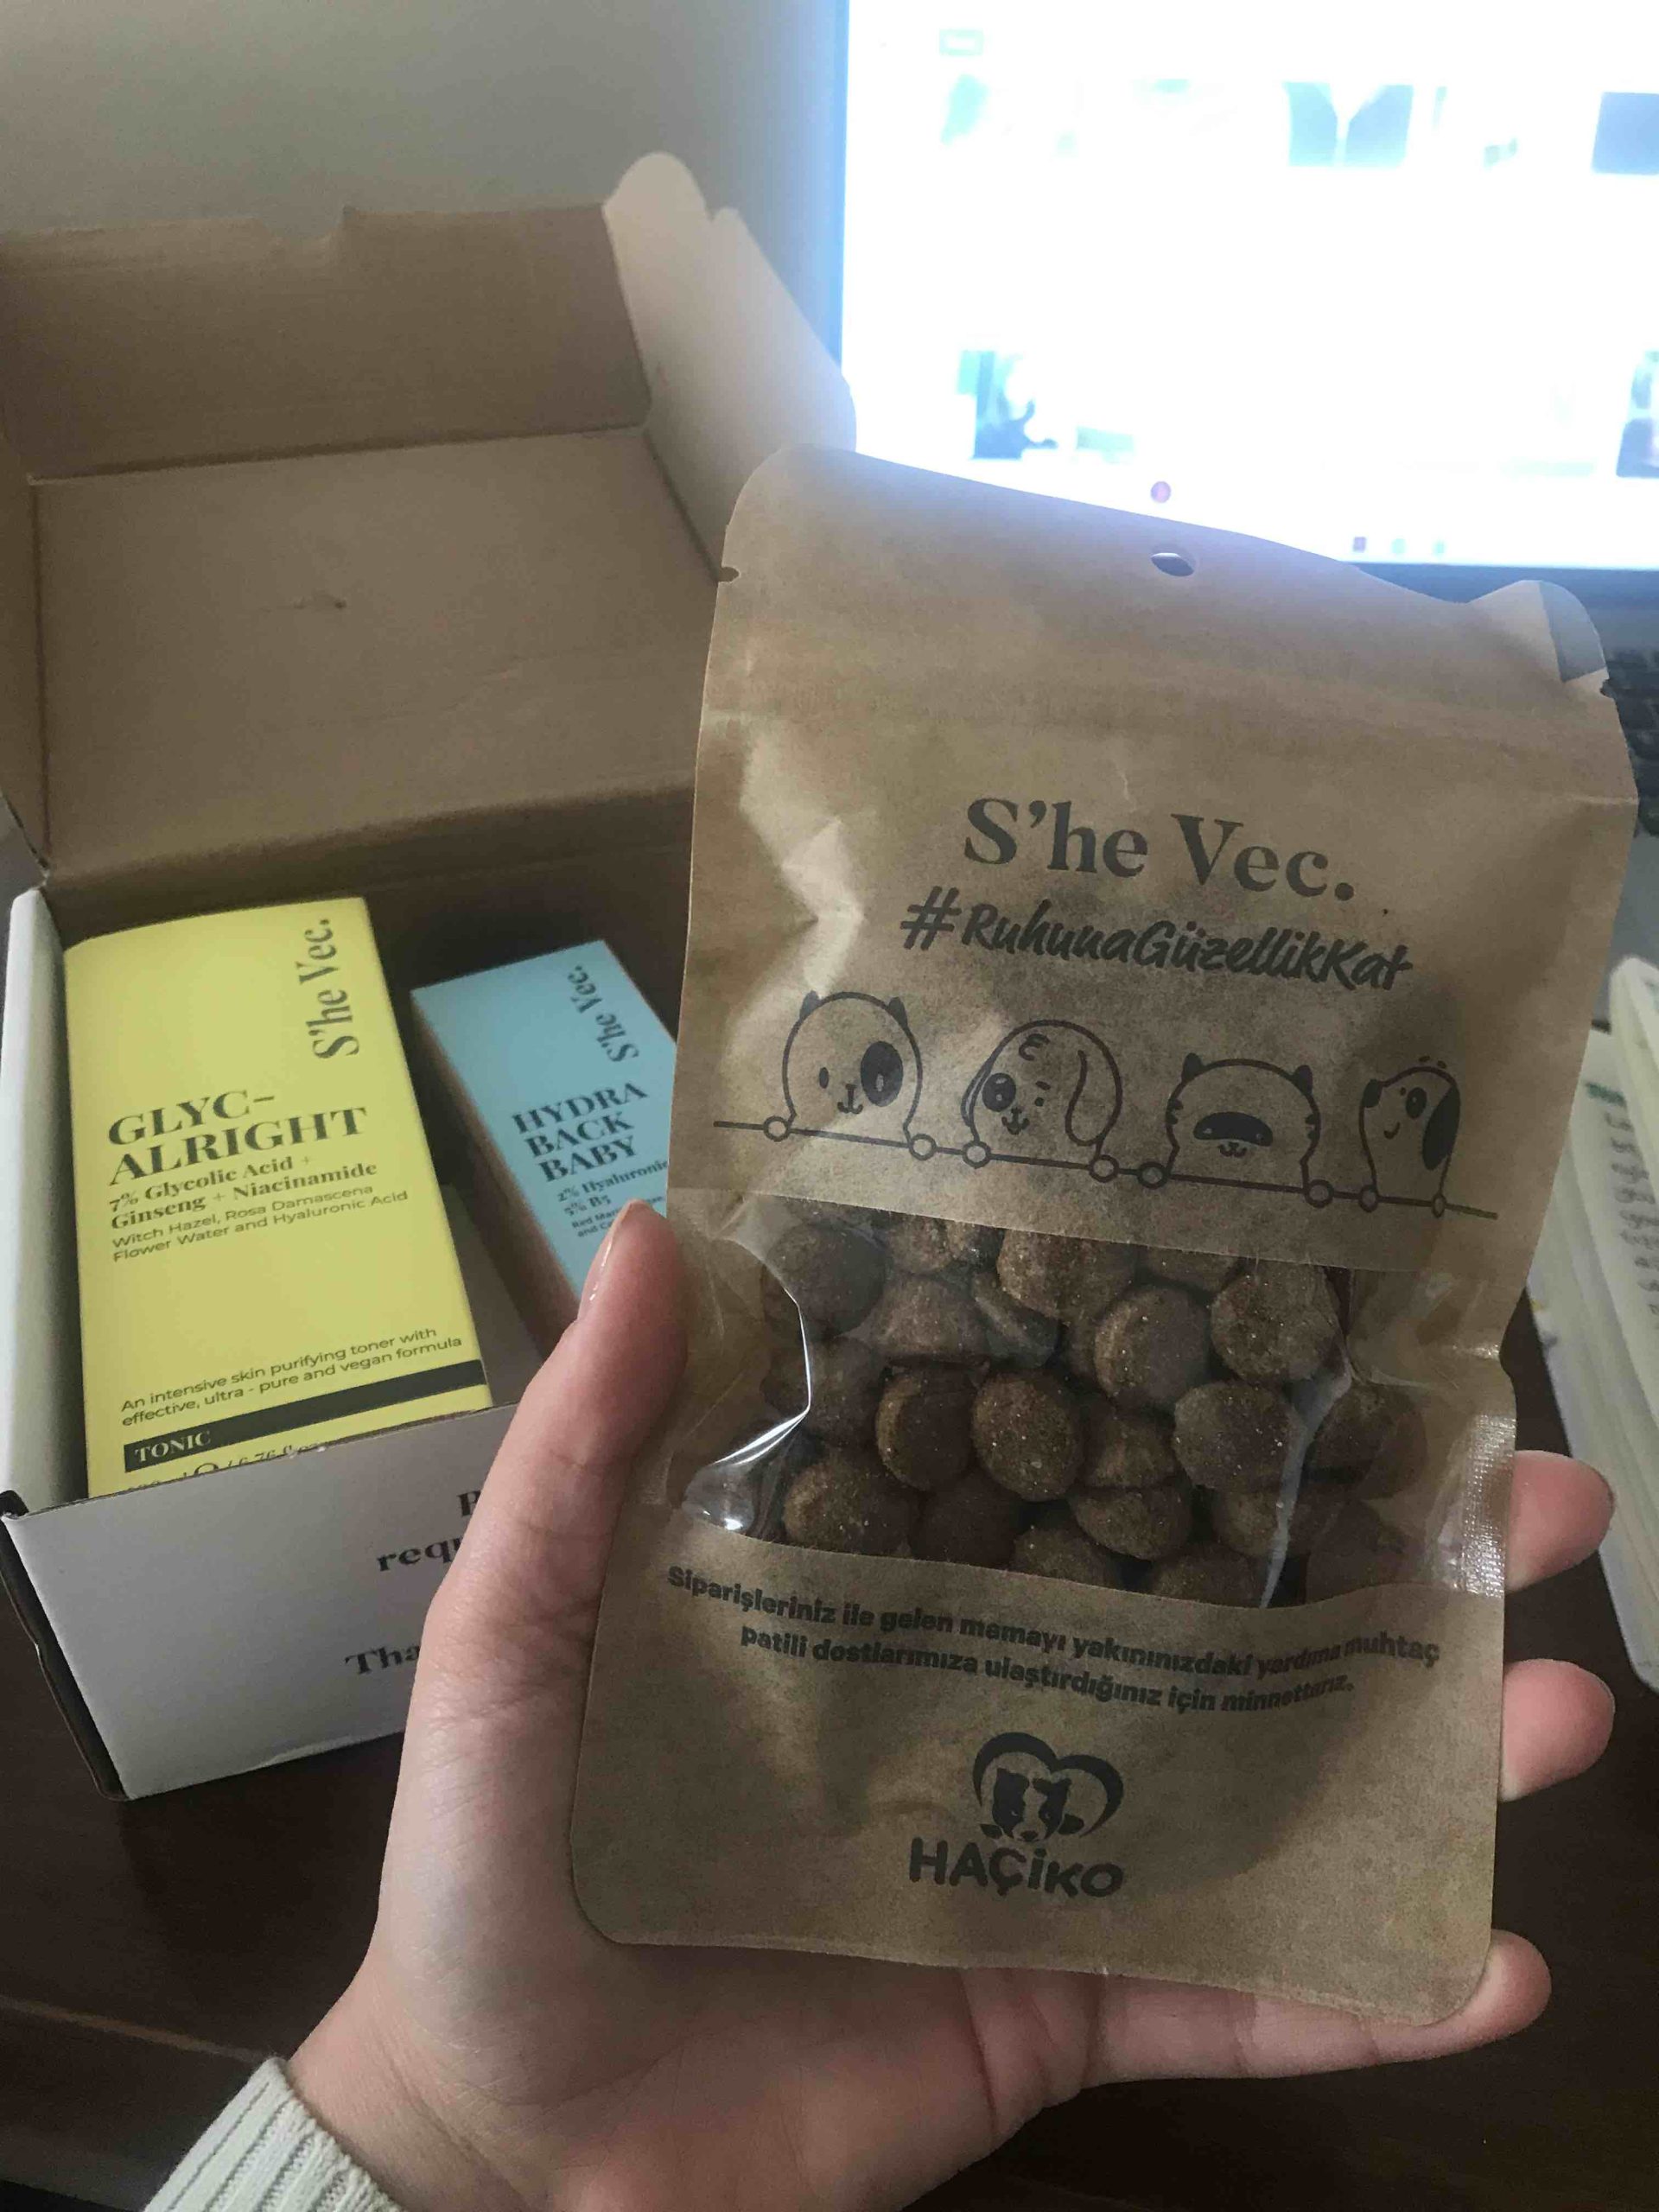 S'he Vec.
#RuhunaGüzellikKat
Siparişleriniz ile gelen mamayı yakınınızdaki yardıma muhtaç
patili dostlarımıza ulaştırdığınız için minnettarız.
HAÇİKO
S'he Vec.
GLYC-
ALRIGHT
7% Glycolic Acid +
Ginseng + Niacinamide
Witch Hazel, Rosa Damascena
Flower Water and Hyaluronic Acid
An intensive skin purifying toner with
effective, ultra - pure and vegan formula
TONIC
S'he Vec.
HYDRA
BACK
BABY
2% Hyaluronic
5% B5
Red
and